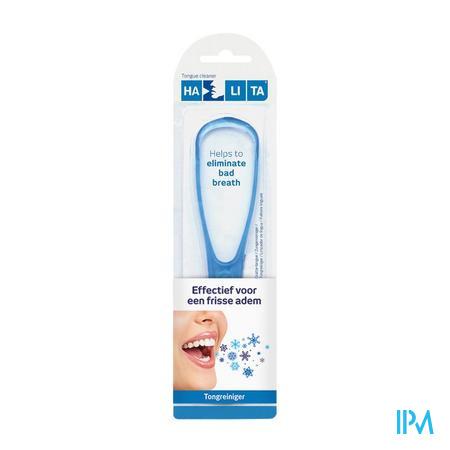 Tongue cleaner
HA LI TA
Helps to
eliminate
bad
breath
Effectief voor
een frisse adem
Tongreiniger
IPM